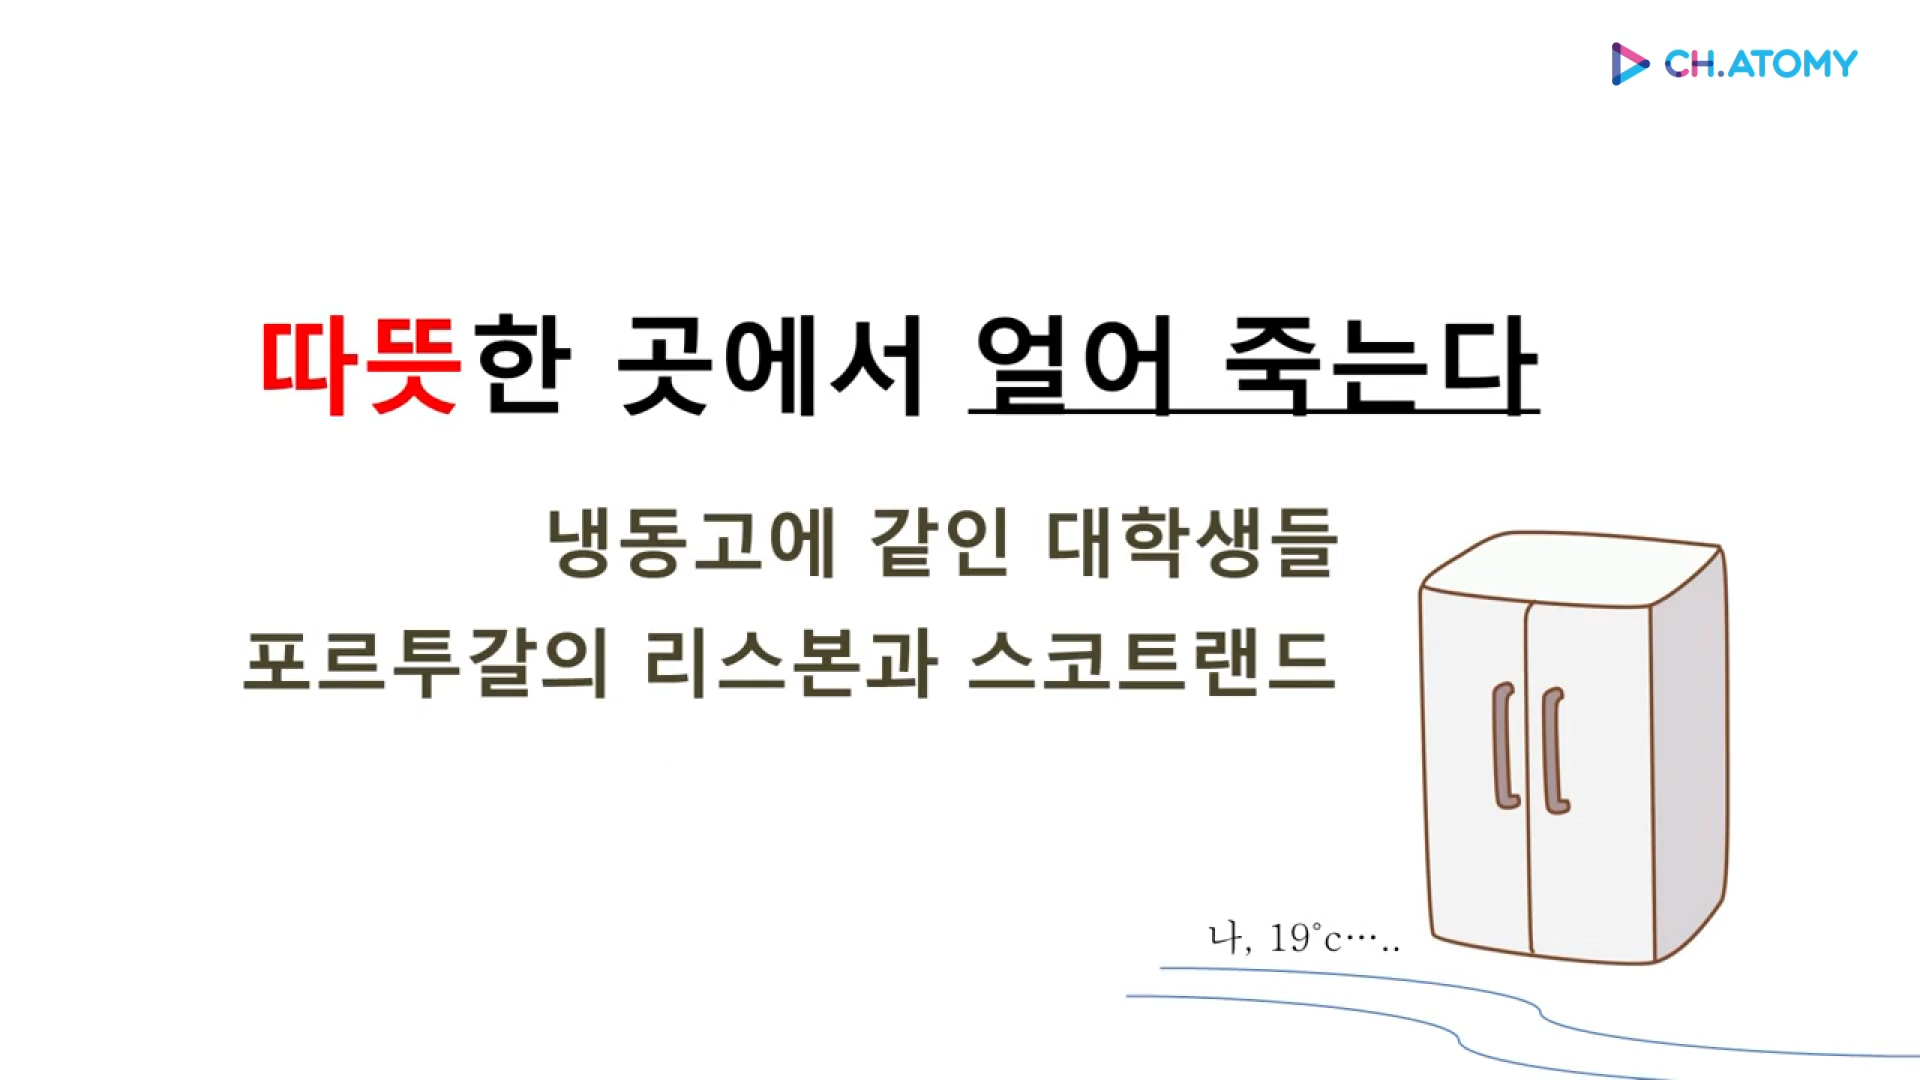 CH.ATOMY
따뜻한 곳에서 얼어 죽는다
냉동고에 같인 대학생들
포르투갈의 리스본과 스코트랜드
나, 19°c…..